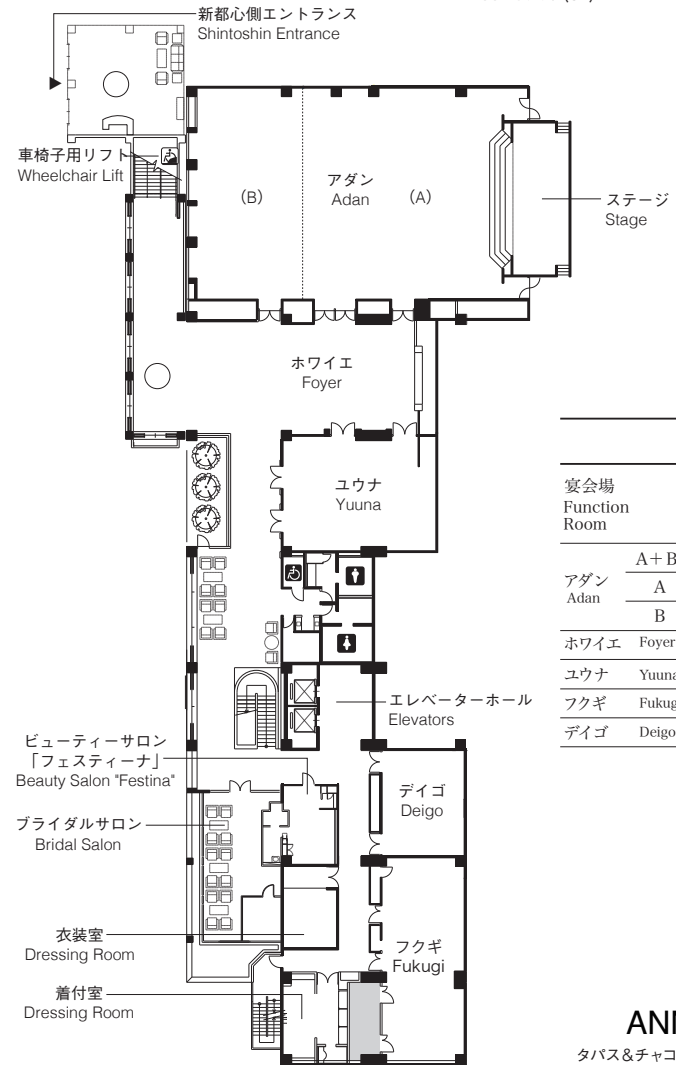 新都心側エントランス
Shintoshin Entrance
車椅子用リフト
Wheelchair Lift
(B)
アダン
Adan
(A)
ステージ
Stage
ホワイエ
Foyer
ユウナ
Yuuna
エレベーターホール
Elevators
ビューティーサロン
「フェスティーナ」
Beauty Salon "Festina"
デイゴ
Deigo
ブライダルサロン
Bridal Salon
衣装室
Dressing Room
フクギ
Fukugi
着付室
Dressing Room
宴会場
Function
Room
アダン
Adan
A+B
A
B
ホワイエ Foyer
ユウナ Yuuna
フクギ Fukug
デイゴ Deigo
タパス&チャコ